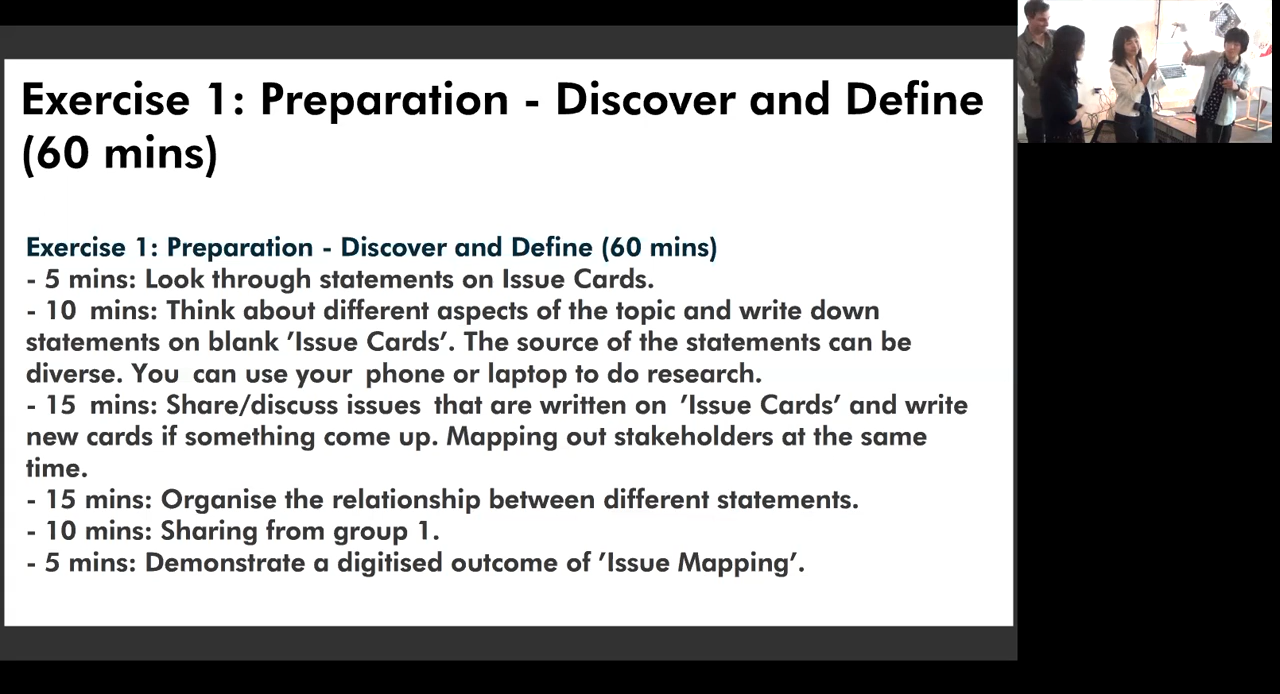 Exercise 1: Preparation - Discover and Define
(60 mins)
Exercise 1: Preparation - Discover and Define (60 mins)
- 5 mins: Look through statements on Issue Cards.
- 10 mins: Think about different aspects of the topic and write down
statements on blank ’Issue Cards’. The source of the statements can be
diverse. You can use your phone or laptop to do research.
- 15 mins: Share/discuss issues that are written on ’Issue Cards’ and write
new cards if something come up. Mapping out stakeholders at the same
time.
- 15 mins: Organise the relationship between different statements.
- 10 mins: Sharing from group 1.
- 5 mins: Demonstrate a digitised outcome of ’Issue Mapping’.